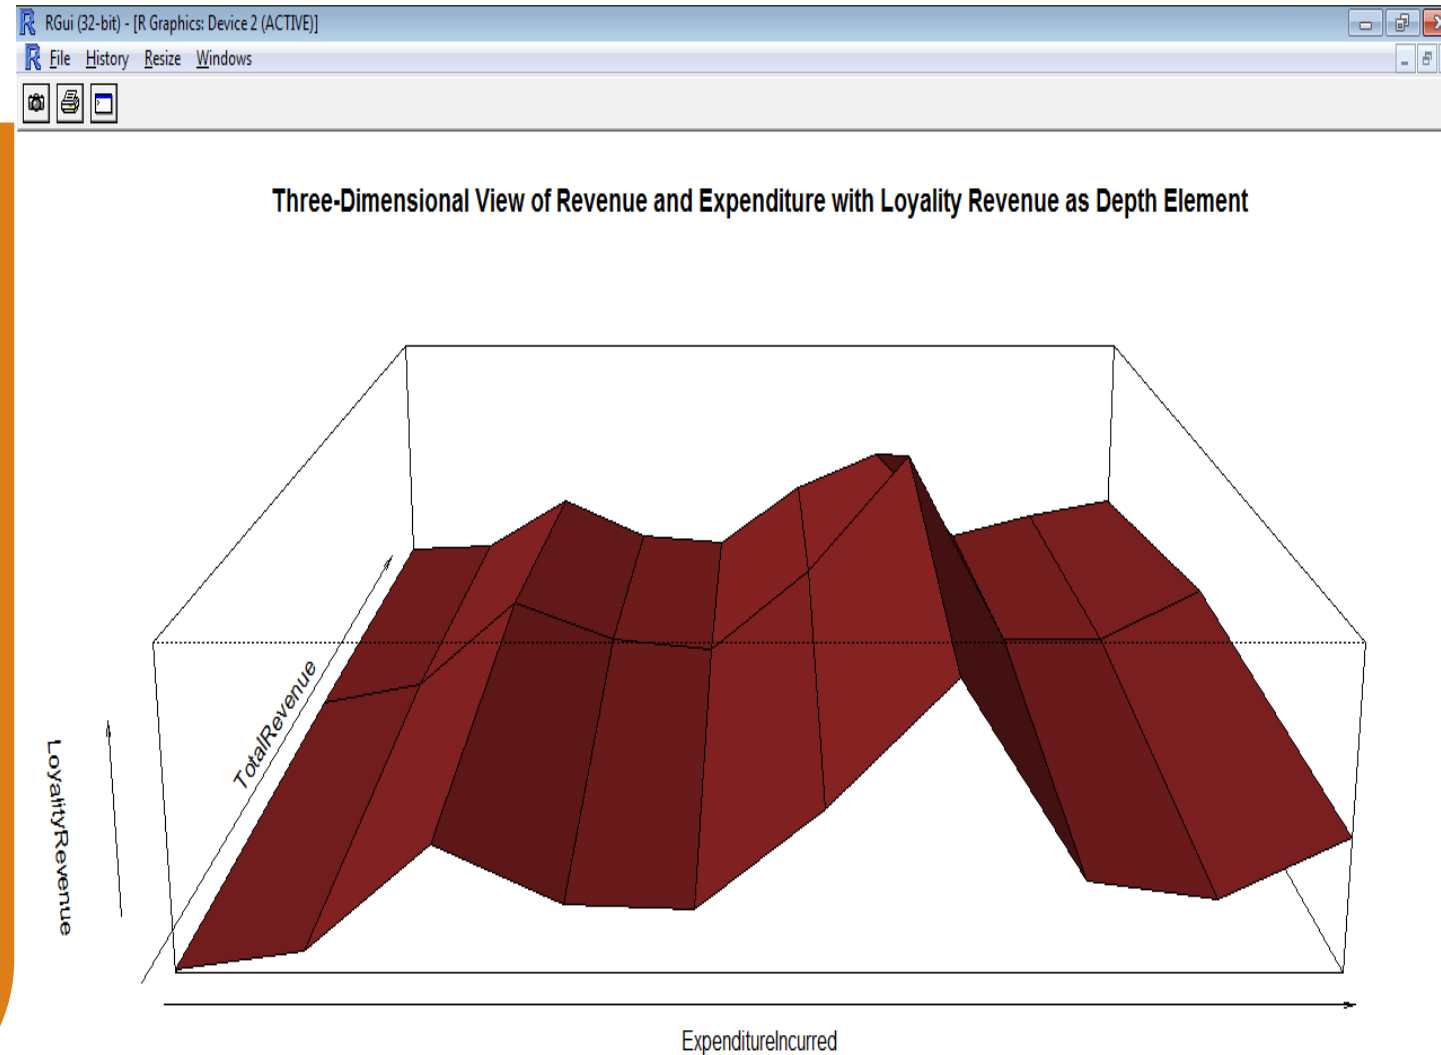 RGui (32-bit) - [R Graphics: Device 2 (ACTIVE)]
File History Resize Windows
Three-Dimensional View of Revenue and Expenditure with Loyality Revenue as Depth Element
TotalRevenue
LoyalityRevenue
ExpenditureIncurred